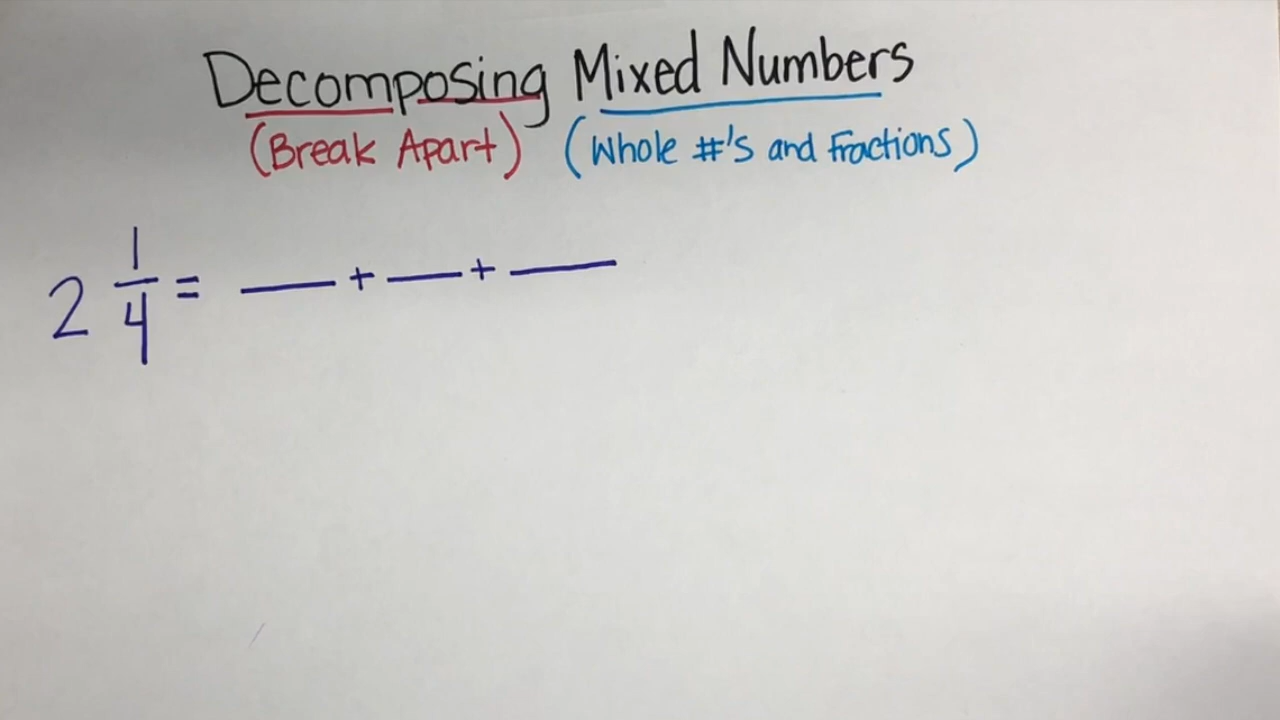 Decomposing Mixed Numbers
(Break Apart) (Whole #'s and Fractions)
2 1/4 = ___ + ___ + ___